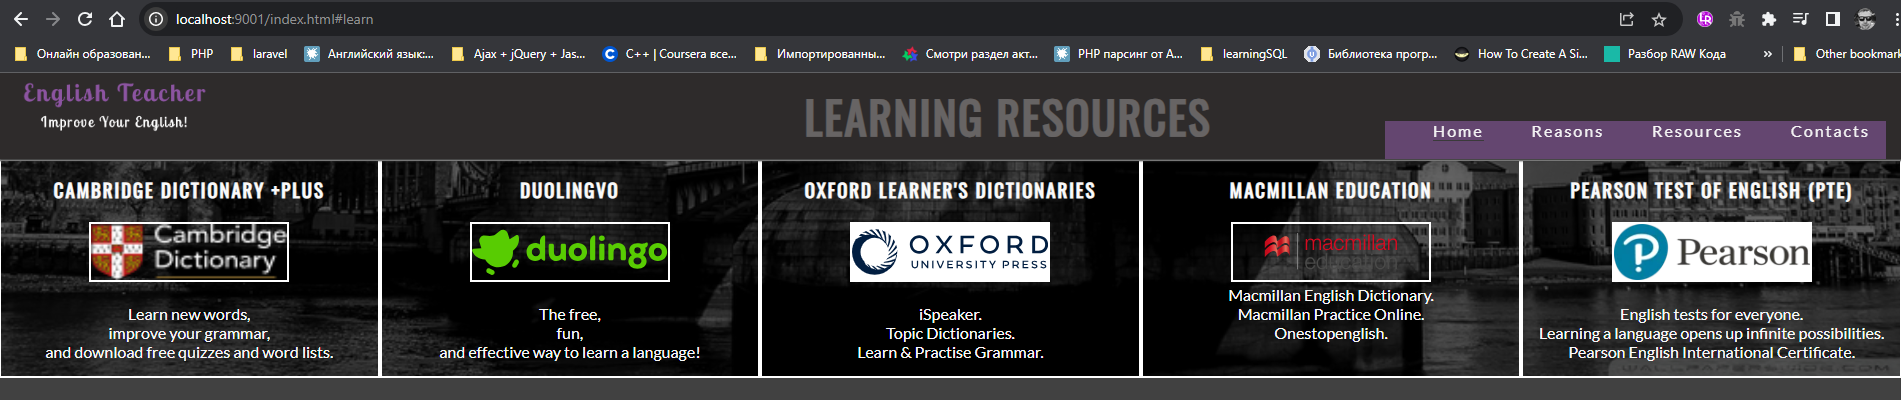 localhost:9001/index.html#learn
Онлайн образован...
PHP
laravel
Английский язык:...
Ajax + jQuery + Jas...
C++ | Coursera все...
Импортированны...
Смотри раздел акт...
PHP парсинг от А...
learningSQL
Библиотека прогр...
How To Create A Si...
Разбор RAW Кода
»
Other bookmark
English Teacher
Improve Your English!
LEARNING RESOURCES
Home
Reasons
Resources
Contacts
CAMBRIDGE DICTIONARY +PLUS
Cambridge
Dictionary
Learn new words,
improve your grammar,
and download free quizzes and word lists.
DUOLINGVO
duolingo
The free,
fun,
and effective way to learn a language!
OXFORD LEARNER'S DICTIONARIES
OXFORD
UNIVERSITY PRESS
iSpeaker.
Topic Dictionaries.
Learn & Practise Grammar.
MACMILLAN EDUCATION
macmillan
education
Macmillan English Dictionary.
Macmillan Practice Online.
Onestopenglish.
PEARSON TEST OF ENGLISH (PTE)
Pearson
English tests for everyone.
Learning a language opens up infinite possibilities.
Pearson English International Certificate.